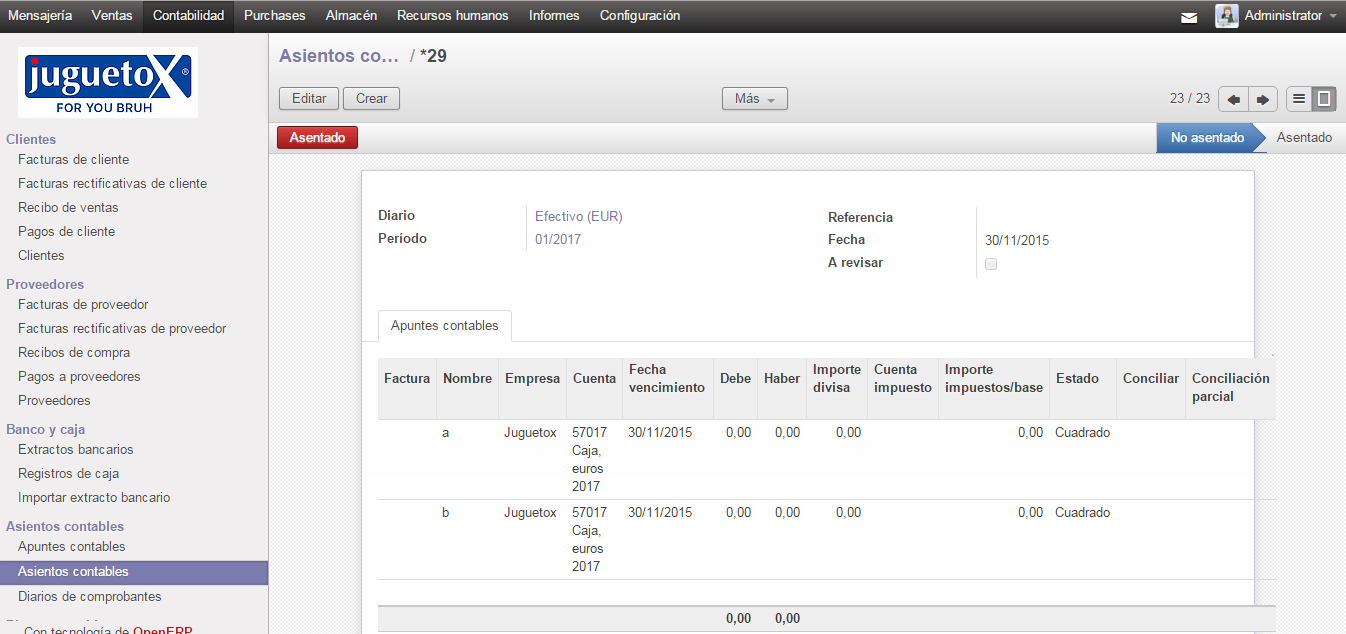 Mensajería Ventas Contabilidad Purchases Almacén Recursos humanos Informes Configuración Administrator
juguetoX®
FOR YOU BRUH
Clientes
Facturas de cliente
Facturas rectificativas de cliente
Recibo de ventas
Pagos de cliente
Clientes
Proveedores
Facturas de proveedor
Facturas rectificativas de proveedor
Recibos de compra
Pagos a proveedores
Proveedores
Banco y caja
Extractos bancarios
Registros de caja
Importar extracto bancario
Asientos contables
Apuntes contables
Asientos contables
Diarios de comprobantes
Con tecnología de OpenERP
Asientos co... / *29
Editar Crear Más 23 / 23
Asentado No asentado Asentado
Diario Efectivo (EUR)
Período 01/2017
Referencia
Fecha 30/11/2015
A revisar
Apuntes contables
Factura Nombre Empresa Cuenta Fecha vencimiento Debe Haber Importe divisa Cuenta impuesto Importe impuestos/base Estado Conciliar Conciliación parcial
a Juguetox 57017 30/11/2015 0,00 0,00 0,00 0,00 Cuadrado
Caja,
euros
2017
b Juguetox 57017 30/11/2015 0,00 0,00 0,00 0,00 Cuadrado
Caja,
euros
2017
0,00 0,00